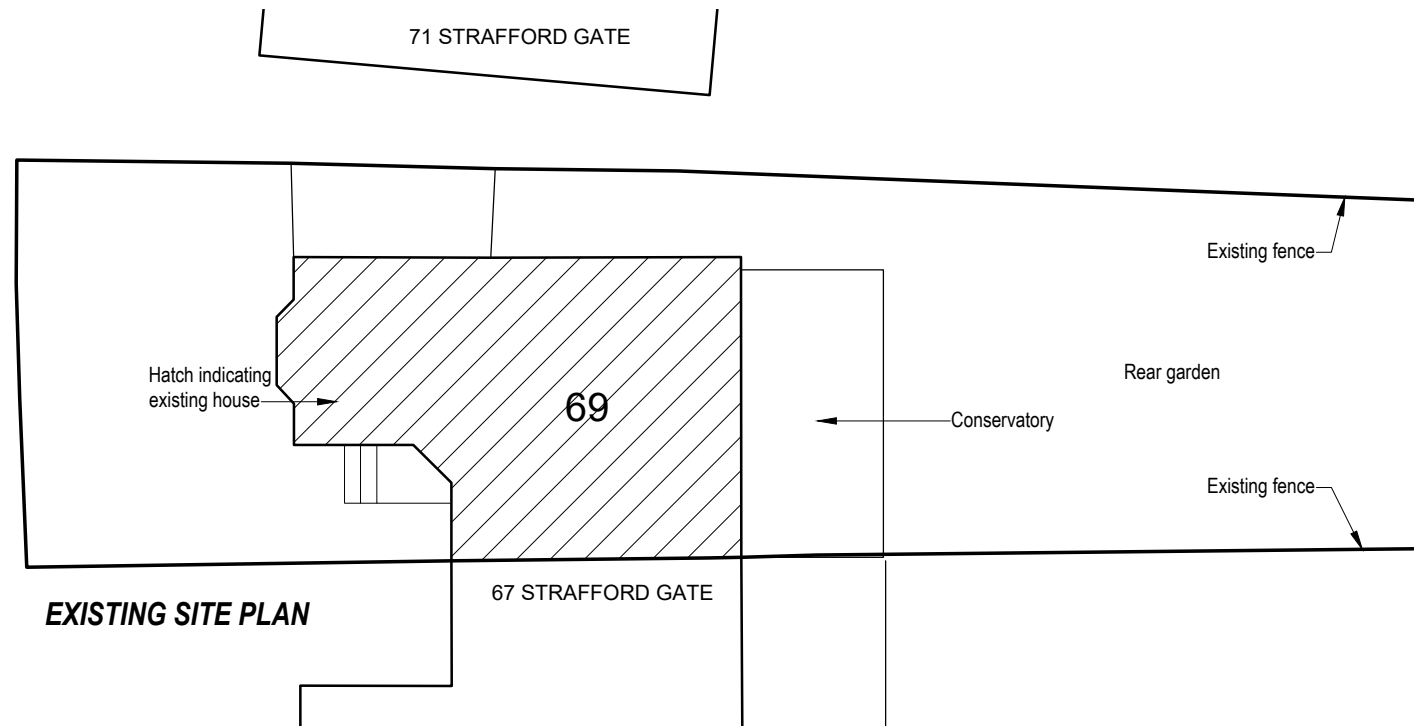 71 STRAFFORD GATE
Existing fence
Rear garden
Hatch indicating
existing house
69
Conservatory
Existing fence
67 STRAFFORD GATE
EXISTING SITE PLAN